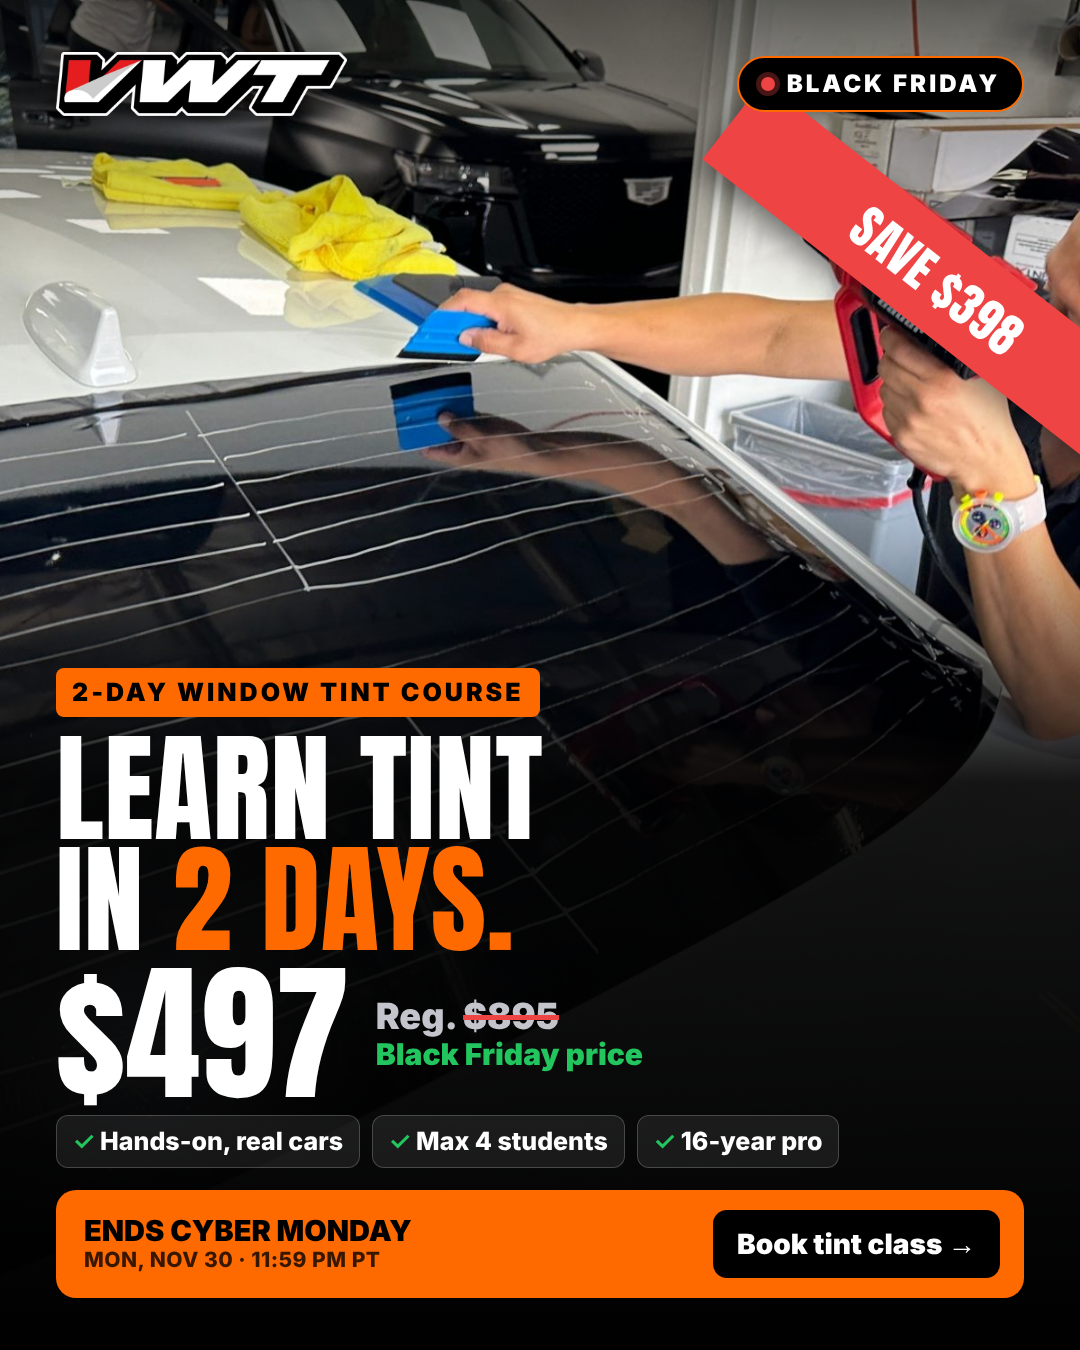 VWT
BLACK FRIDAY
SAVE $398
2-DAY WINDOW TINT COURSE
LEARN TINT
IN 2 DAYS.
$497
Reg. $895
Black Friday price
✓ Hands-on, real cars
✓ Max 4 students
✓ 16-year pro
ENDS CYBER MONDAY
MON, NOV 30 · 11:59 PM PT
Book tint class →